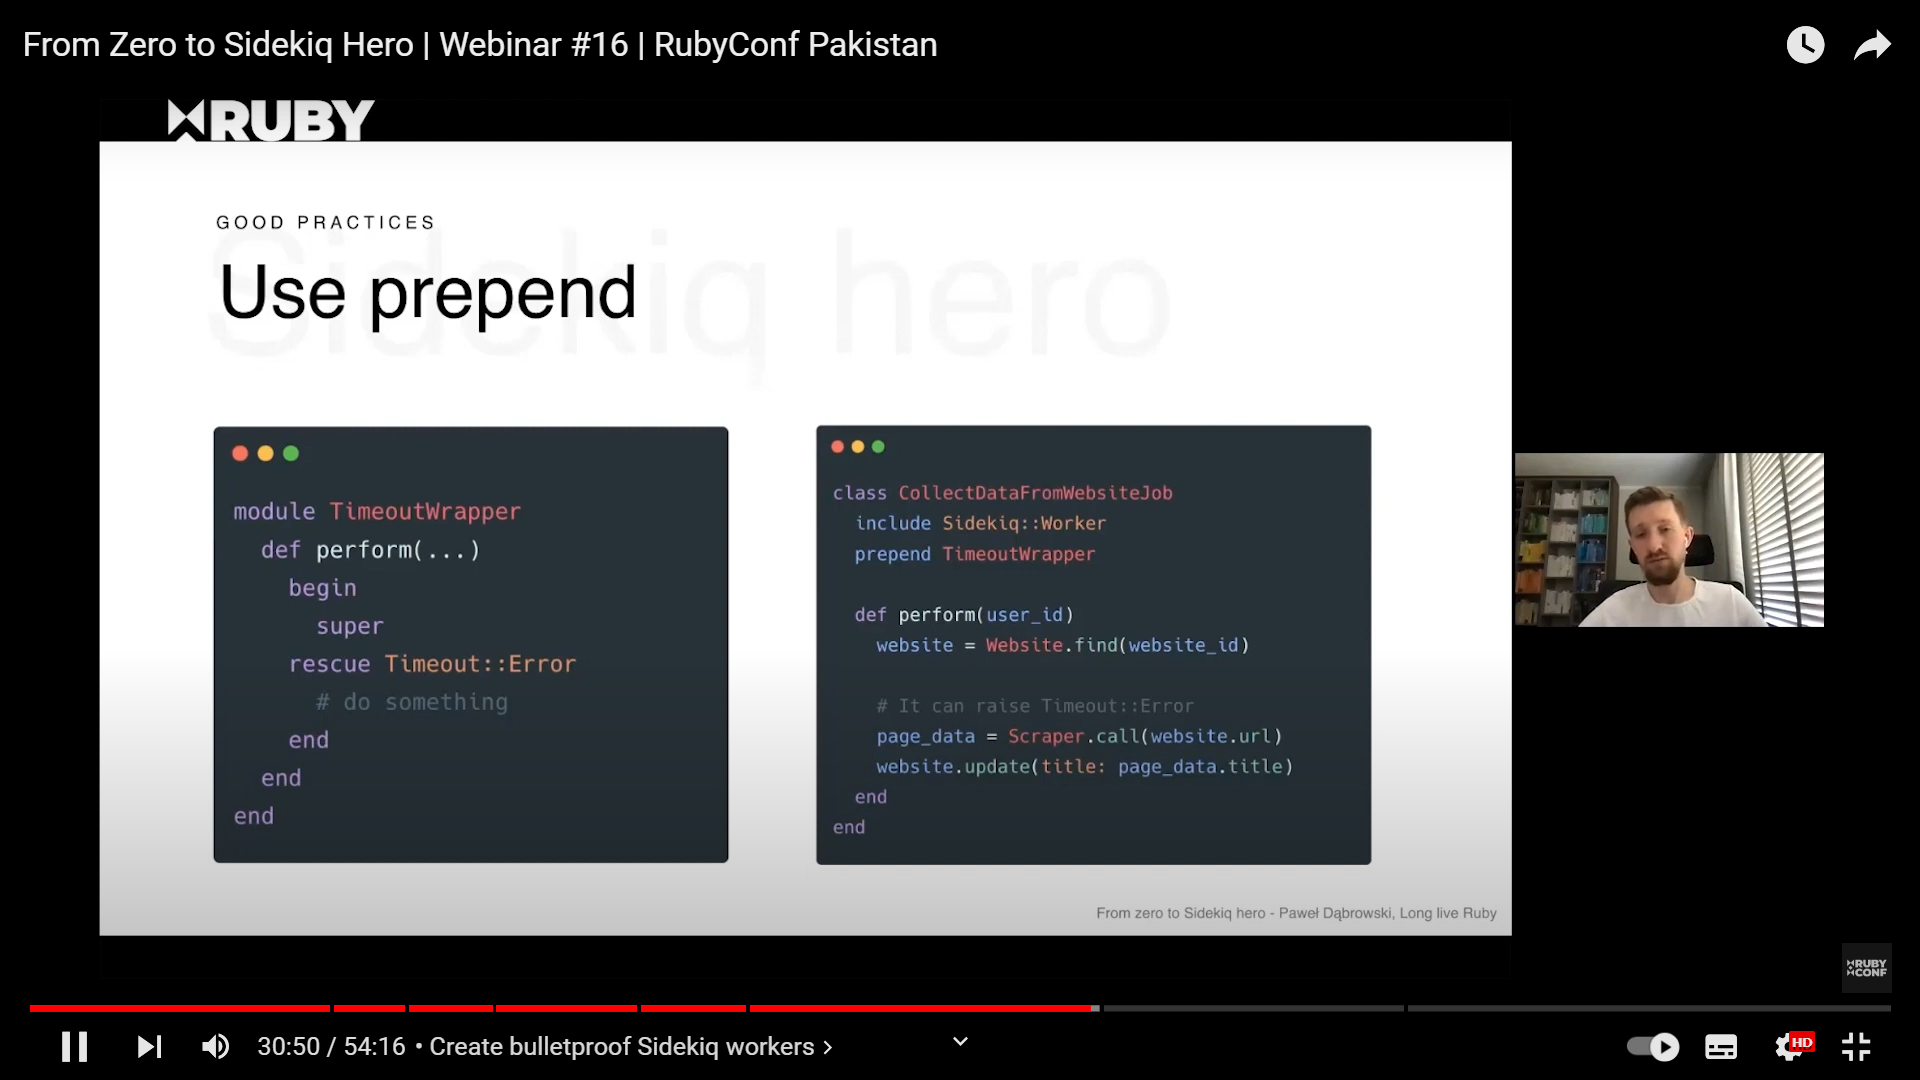 From Zero to Sidekiq Hero | Webinar #16 | RubyConf Pakistan
RUBY
GOOD PRACTICES
Sidekiq hero
Use prepend
module TimeoutWrapper
def perform(...)
begin
super
rescue Timeout::Error
# do something
end
end
end
class CollectDataFromWebsiteJob
include Sidekiq::Worker
prepend TimeoutWrapper
def perform(user_id)
website = Website.find(website_id)
# It can raise Timeout::Error
page_data = Scraper.call(website.url)
website.update(title: page_data.title)
end
end
From zero to Sidekiq hero - Paweł Dąbrowski, Long live Ruby
RUBY
CONF
30:50 / 54:16 • Create bulletproof Sidekiq workers >
HD